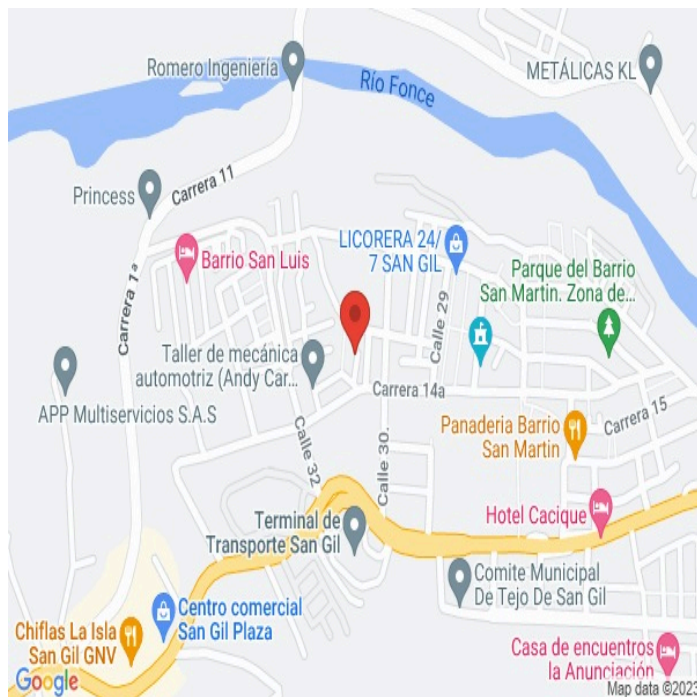 Romero Ingeniería
Río Fonce
METÁLICAS KL
Princess
Carrera 11
LICORERA 24/
7 SAN GIL
Barrio San Luis
Parque del Barrio
San Martin. Zona de...
Carrera 1ª
Calle 29
Taller de mecánica
automotriz (Andy Car...
APP Multiservicios S.A.S
Carrera 14a
Carrera 15
Panaderia Barrio
San Martin
Calle 32
Calle 30.
Hotel Cacique
Terminal de
Transporte San Gil
Comite Municipal
De Tejo De San Gil
Centro comercial
San Gil Plaza
Chiflas La Isla
San Gil GNV
Casa de encuentros
la Anunciación
Google
Map data ©2023